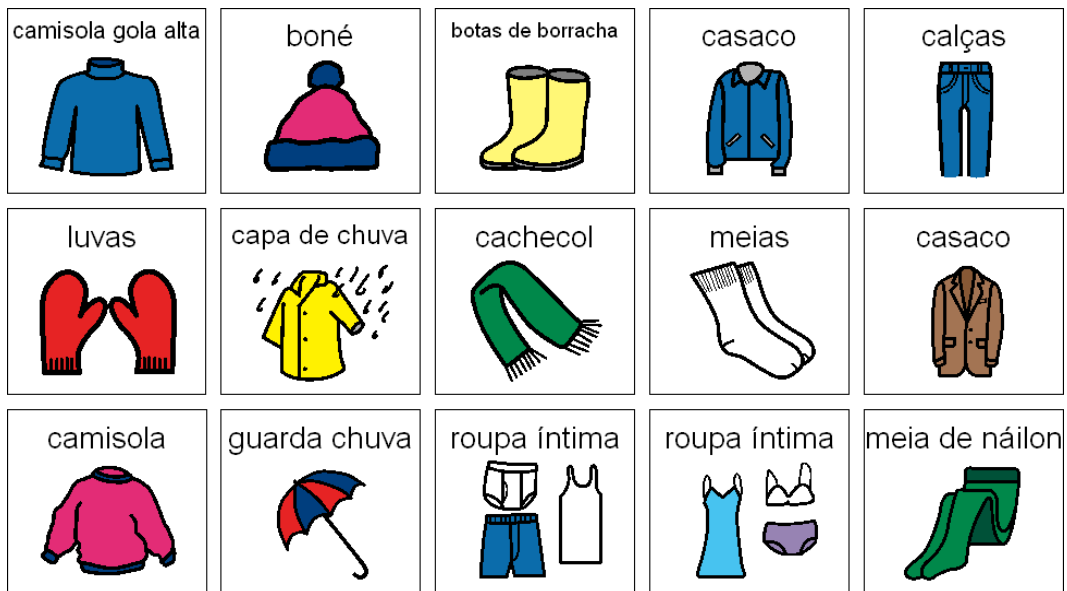 camisola gola alta
boné
botas de borracha
casaco
calças
luvas
capa de chuva
cachecol
meias
casaco
camisola
guarda chuva
roupa íntima
roupa íntima
meia de náilon